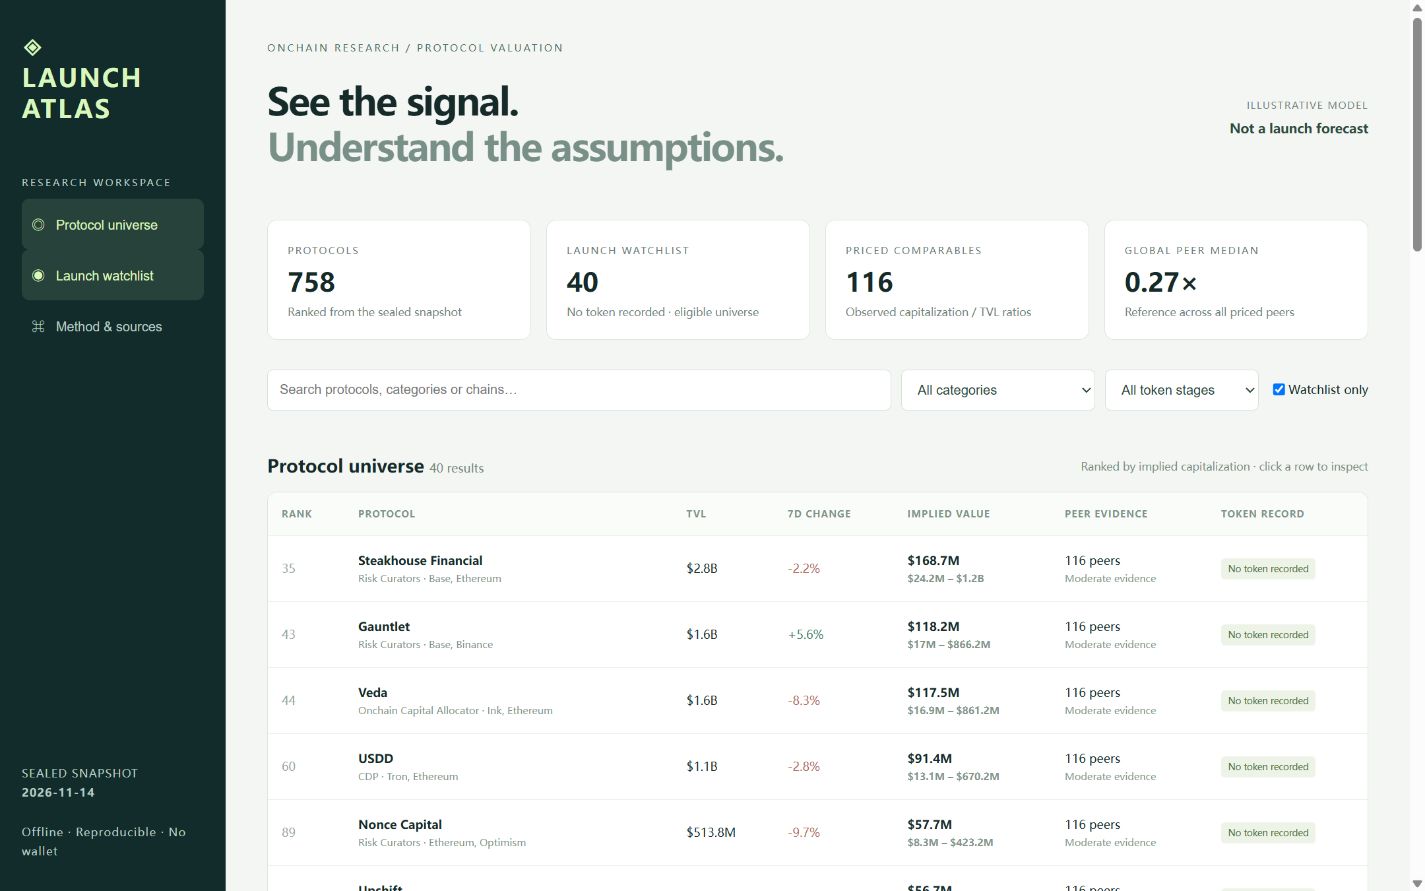 LAUNCH
ATLAS
RESEARCH WORKSPACE
Protocol universe
Launch watchlist
Method & sources
SEALED SNAPSHOT
2026-11-14
Offline · Reproducible · No
wallet
ONCHAIN RESEARCH / PROTOCOL VALUATION
See the signal.
Understand the assumptions.
ILLUSTRATIVE MODEL
Not a launch forecast
PROTOCOLS
758
Ranked from the sealed snapshot
LAUNCH WATCHLIST
40
No token recorded · eligible universe
PRICED COMPARABLES
116
Observed capitalization / TVL ratios
GLOBAL PEER MEDIAN
0.27×
Reference across all priced peers
Search protocols, categories or chains…
All categories
All token stages
Watchlist only
Protocol universe 40 results
Ranked by implied capitalization · click a row to inspect
RANK PROTOCOL TVL 7D CHANGE IMPLIED VALUE PEER EVIDENCE TOKEN RECORD
35 Steakhouse Financial $2.8B -2.2% $168.7M 116 peers No token recorded
Risk Curators · Base, Ethereum $24.2M – $1.2B Moderate evidence
43 Gauntlet $1.6B +5.6% $118.2M 116 peers No token recorded
Risk Curators · Base, Binance $17M – $866.2M Moderate evidence
44 Veda $1.6B -8.3% $117.5M 116 peers No token recorded
Onchain Capital Allocator · Ink, Ethereum $16.9M – $861.2M Moderate evidence
60 USDD $1.1B -2.8% $91.4M 116 peers No token recorded
CDP · Tron, Ethereum $13.1M – $670.2M Moderate evidence
89 Nonce Capital $513.8M -9.7% $57.7M 116 peers No token recorded
Risk Curators · Ethereum, Optimism $8.3M – $423.2M Moderate evidence
Upshift $56.7M 116 peers